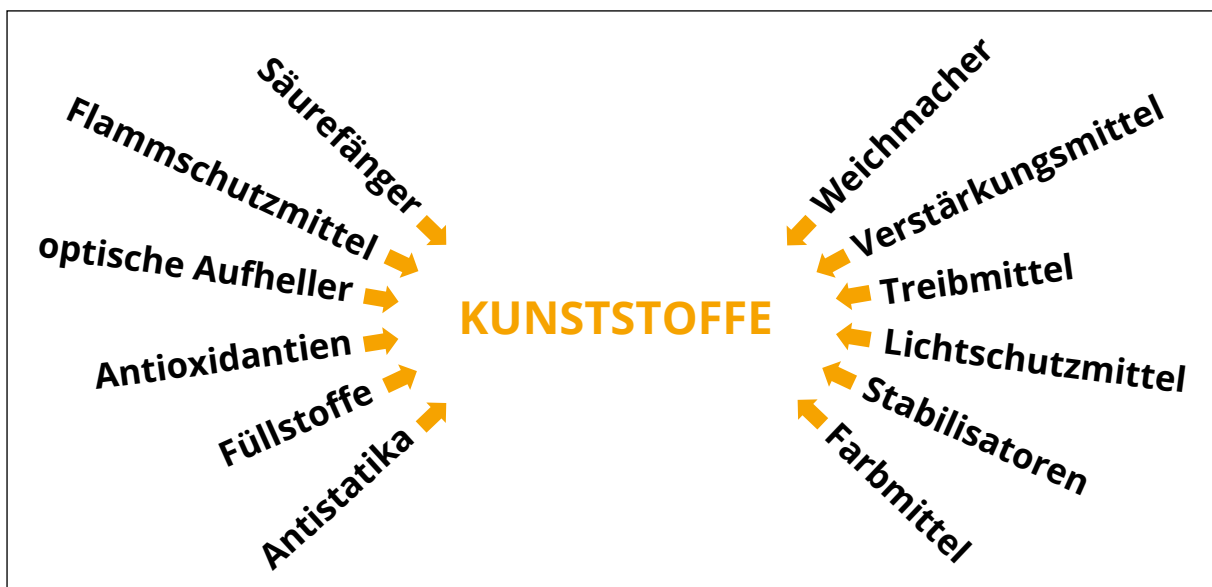 Säurefänger
Flammschutzmittel
optische Aufheller
Antioxidantien
Füllstoffe
Antistatika
KUNSTSTOFFE
Weichmacher
Verstärkungsmittel
Treibmittel
Lichtschutzmittel
Stabilisatoren
Farbmittel